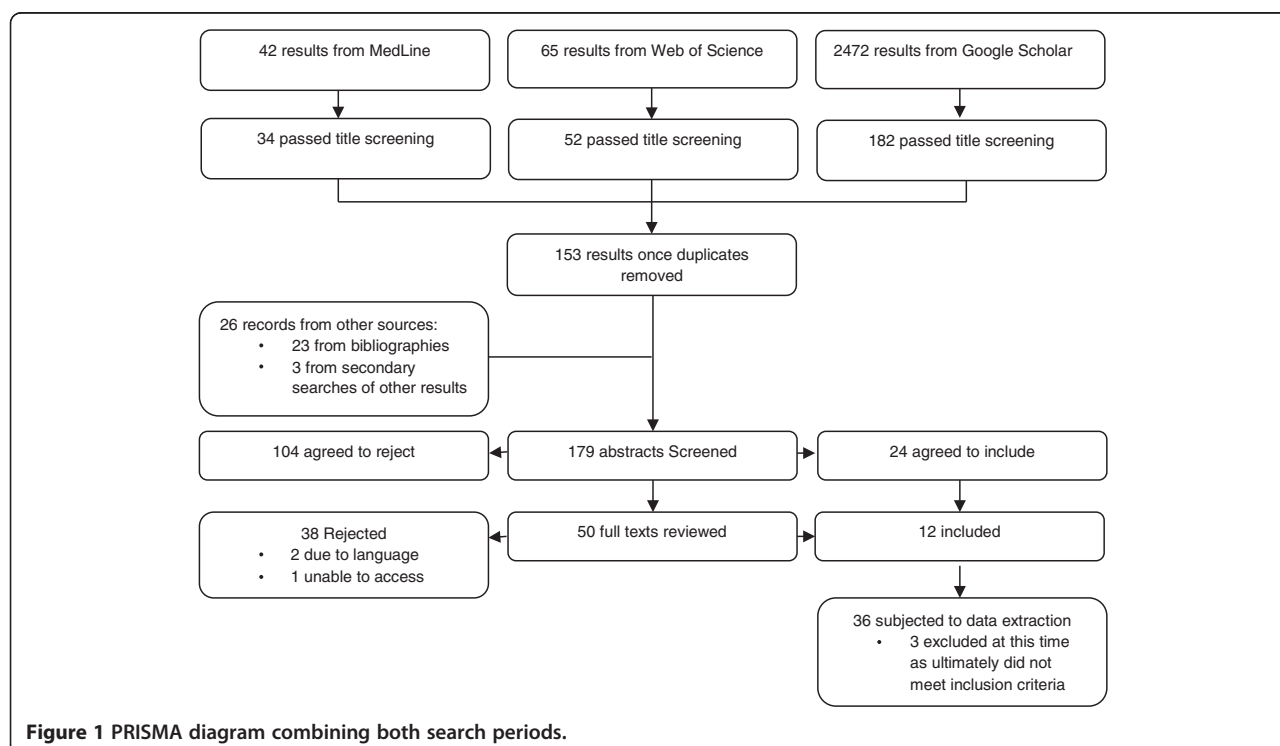 42 results from MedLine
65 results from Web of Science
2472 results from Google Scholar
34 passed title screening
52 passed title screening
182 passed title screening
153 results once duplicates
removed
26 records from other sources:
• 23 from bibliographies
• 3 from secondary
searches of other results
104 agreed to reject
179 abstracts Screened
24 agreed to include
38 Rejected
• 2 due to language
• 1 unable to access
50 full texts reviewed
12 included
36 subjected to data extraction
• 3 excluded at this time
as ultimately did not
meet inclusion criteria
Figure 1 PRISMA diagram combining both search periods.